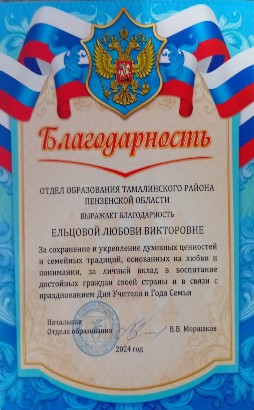 Благодарность
ОТДЕЛ ОБРАЗОВАНИЯ ТАМАЛИНСКОГО РАЙОНА
ПЕНЗЕНСКОЙ ОБЛАСТИ
ВЫРАЖАЕТ БЛАГОДАРНОСТЬ
ЕЛЬЦОВОЙ ЛЮБОВИ ВИКТОРОВНЕ
За сохранение и укрепление духовных ценностей
и семейных традиций, основанных на любви и
понимании, за личный вклад в воспитание
достойных граждан своей страны и в связи с
празднованием Дня Учителя и Года Семьи
Начальник
Отдела образования В.В. Морщаков
2024 год